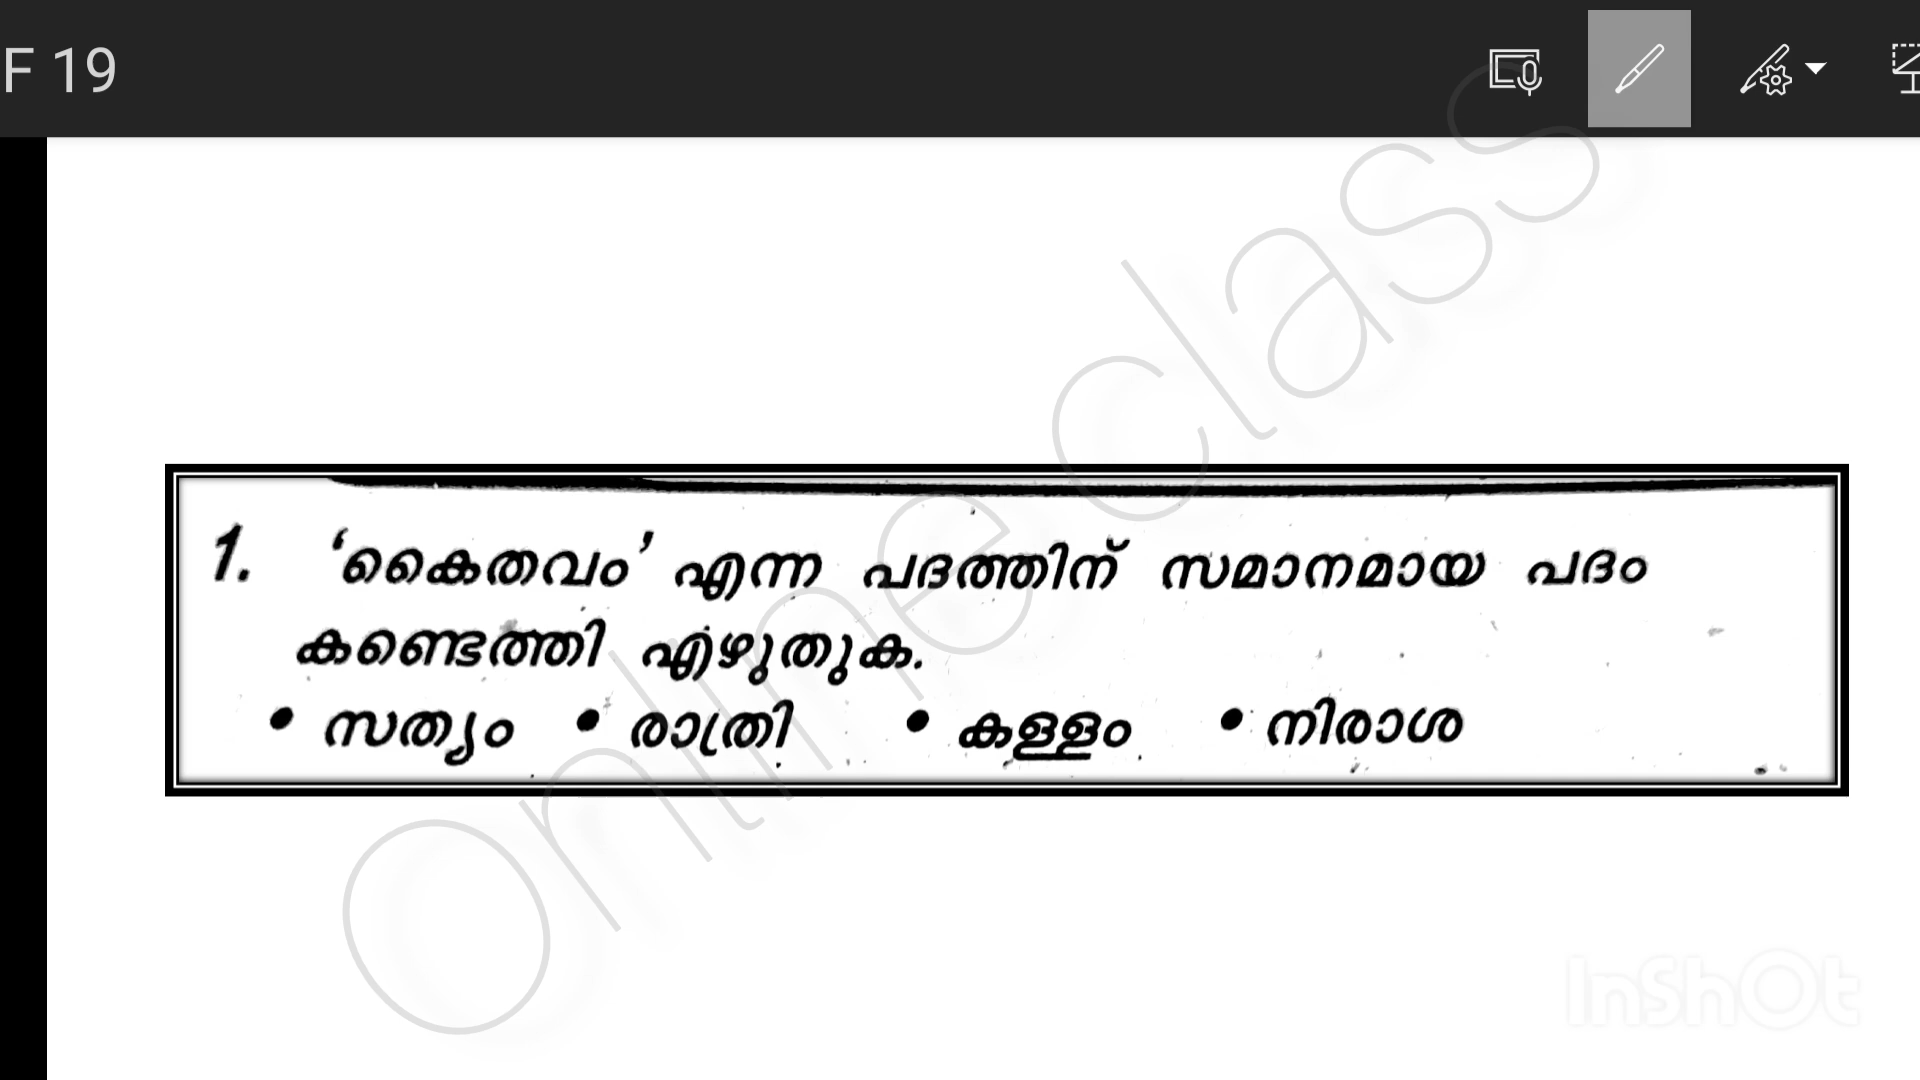 F 19
Online class
1. ‘കൈതവം’ എന്ന പദത്തിന് സമാനമായ പദം
കണ്ടെത്തി എഴുതുക.
• സത്യം • രാത്രി • കള്ളം • നിരാശ
InShOt